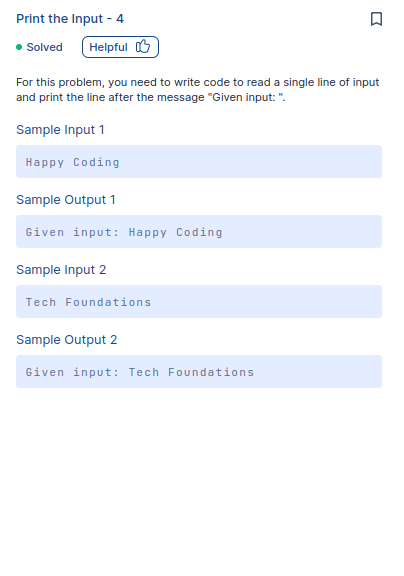 Print the Input - 4
Solved
Helpful
For this problem, you need to write code to read a single line of input
and print the line after the message "Given input: ".
Sample Input 1
Happy Coding
Sample Output 1
Given input: Happy Coding
Sample Input 2
Tech Foundations
Sample Output 2
Given input: Tech Foundations